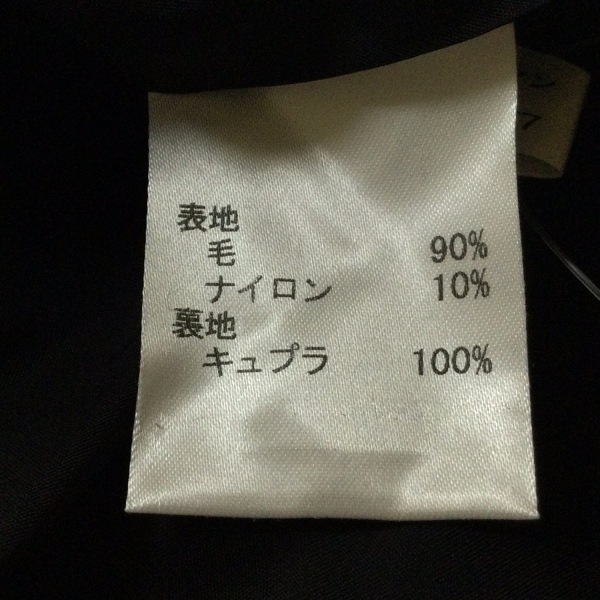 表地
毛 90%
ナイロン 10%
裏地
キュプラ 100%